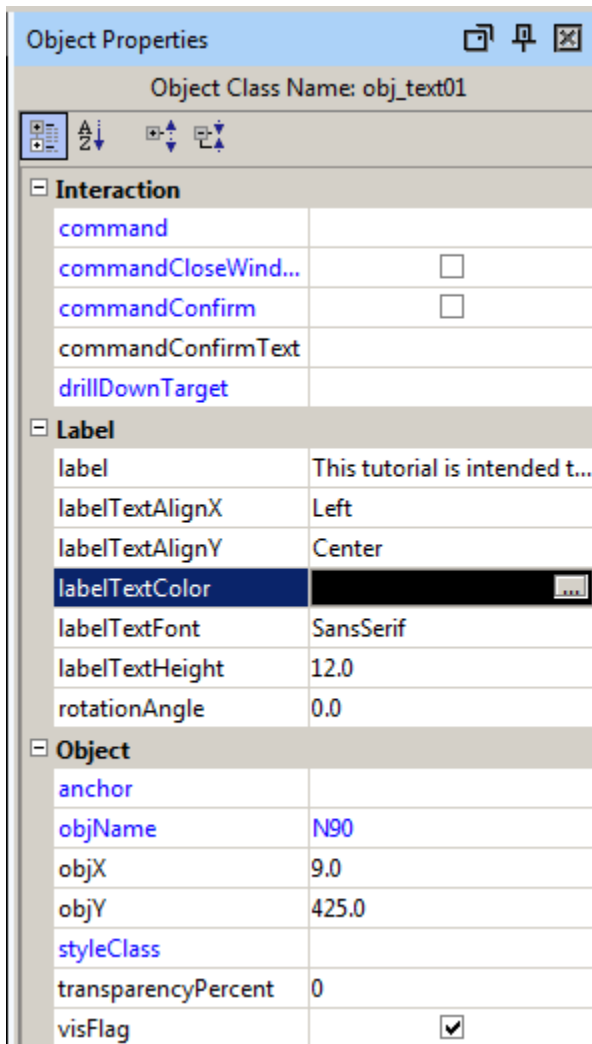 Object Properties
Object Class Name: obj_text01
Interaction
command
commandCloseWind...
commandConfirm
commandConfirmText
drillDownTarget
Label
label This tutorial is intended t...
labelTextAlignX Left
labelTextAlignY Center
labelTextColor ...
labelTextFont SansSerif
labelTextHeight 12.0
rotationAngle 0.0
Object
anchor
objName N90
objX 9.0
objY 425.0
styleClass
transparencyPercent 0
visFlag